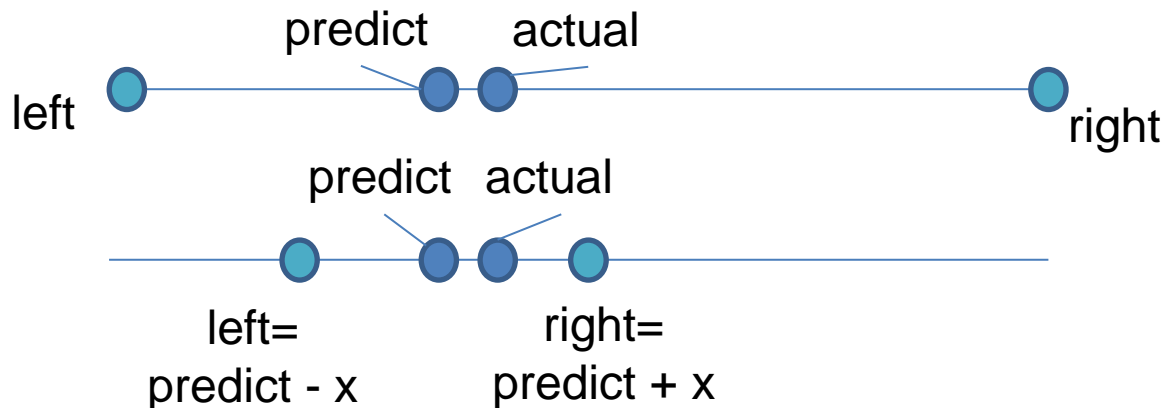 predict actual
left
right
predict actual
left=
predict - x
right=
predict + x